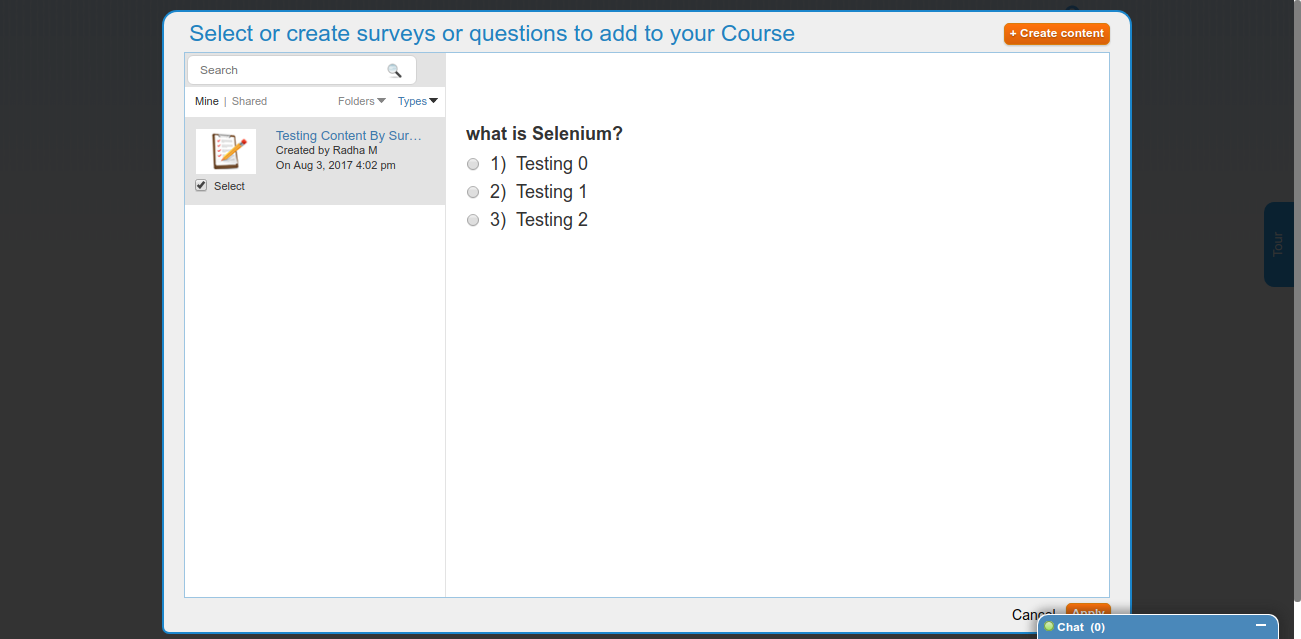 Select or create surveys or questions to add to your Course
+ Create content
Search
Mine | Shared
Folders Types
Testing Content By Sur...
Created by Radha M
On Aug 3, 2017 4:02 pm
Select
what is Selenium?
1) Testing 0
2) Testing 1
3) Testing 2
Tour
Cancel Apply
Chat (0)